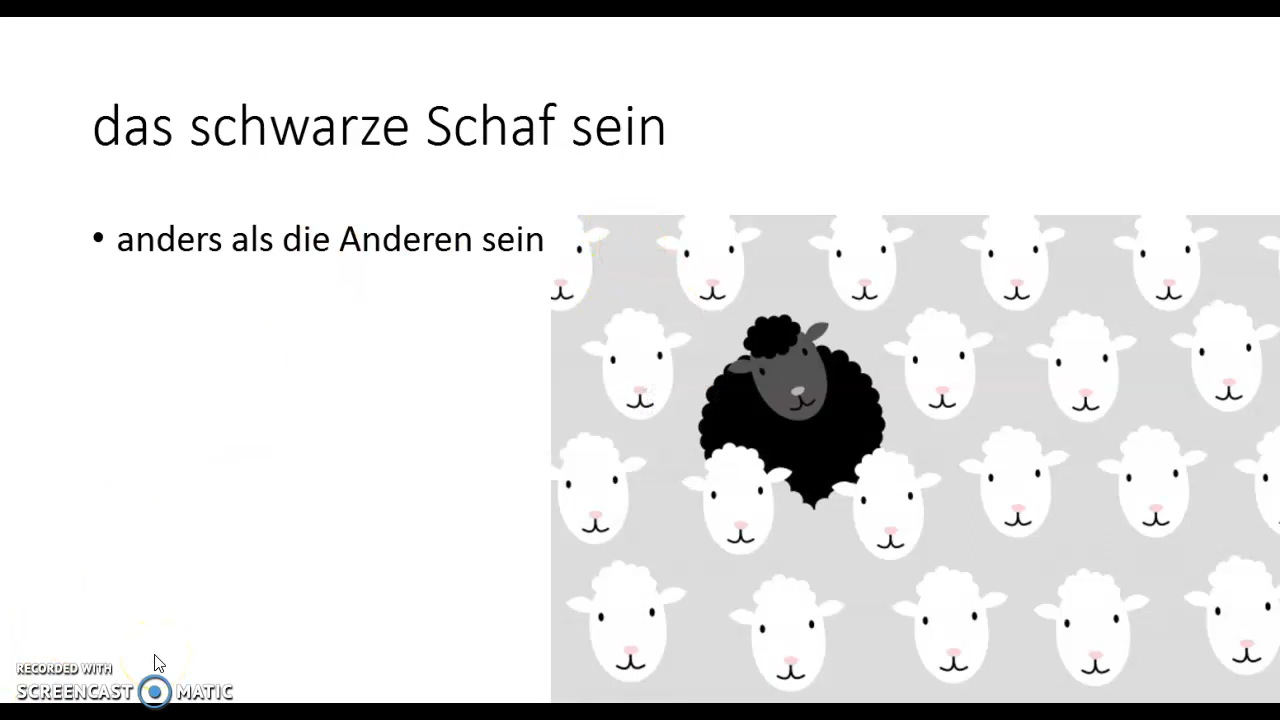 das schwarze Schaf sein
• anders als die Anderen sein
RECORDED WITH
SCREENCAST MATIC